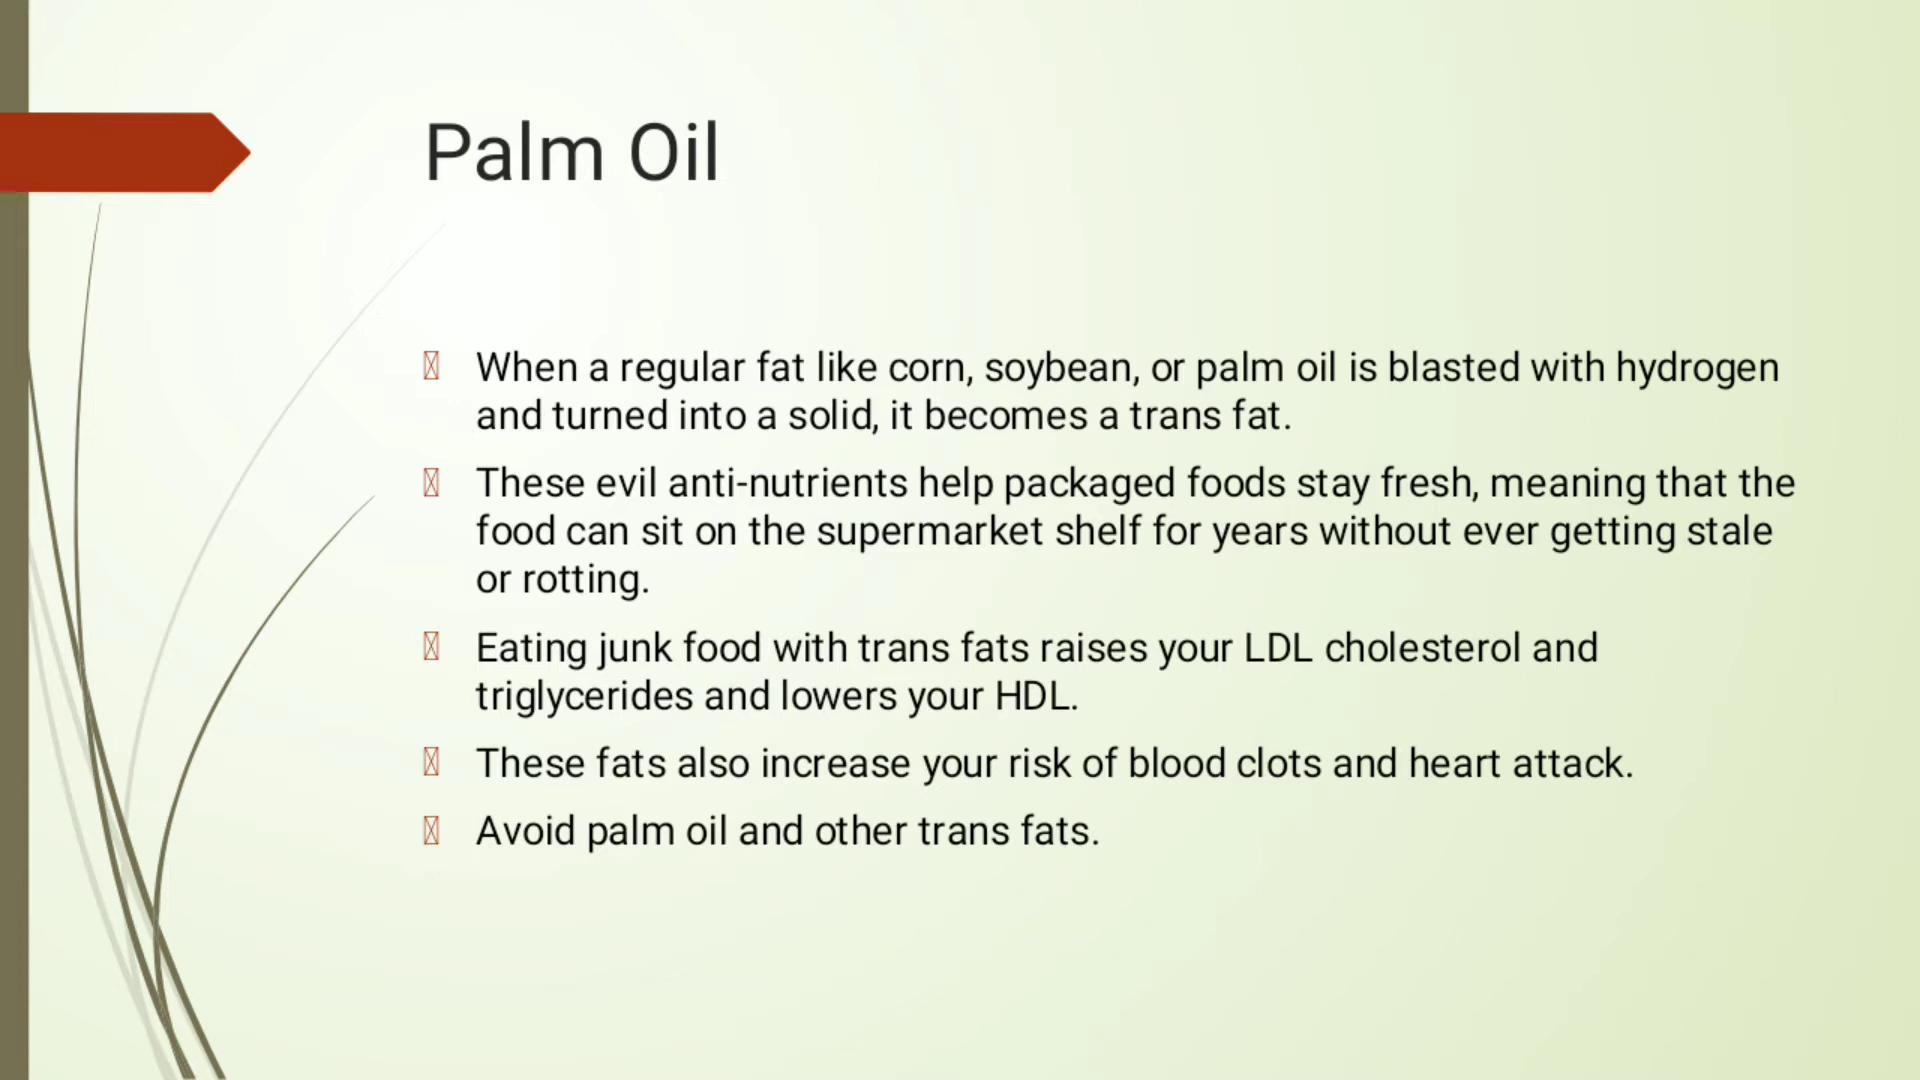 Palm Oil
When a regular fat like corn, soybean, or palm oil is blasted with hydrogen
and turned into a solid, it becomes a trans fat.
These evil anti-nutrients help packaged foods stay fresh, meaning that the
food can sit on the supermarket shelf for years without ever getting stale
or rotting.
Eating junk food with trans fats raises your LDL cholesterol and
triglycerides and lowers your HDL.
These fats also increase your risk of blood clots and heart attack.
Avoid palm oil and other trans fats.